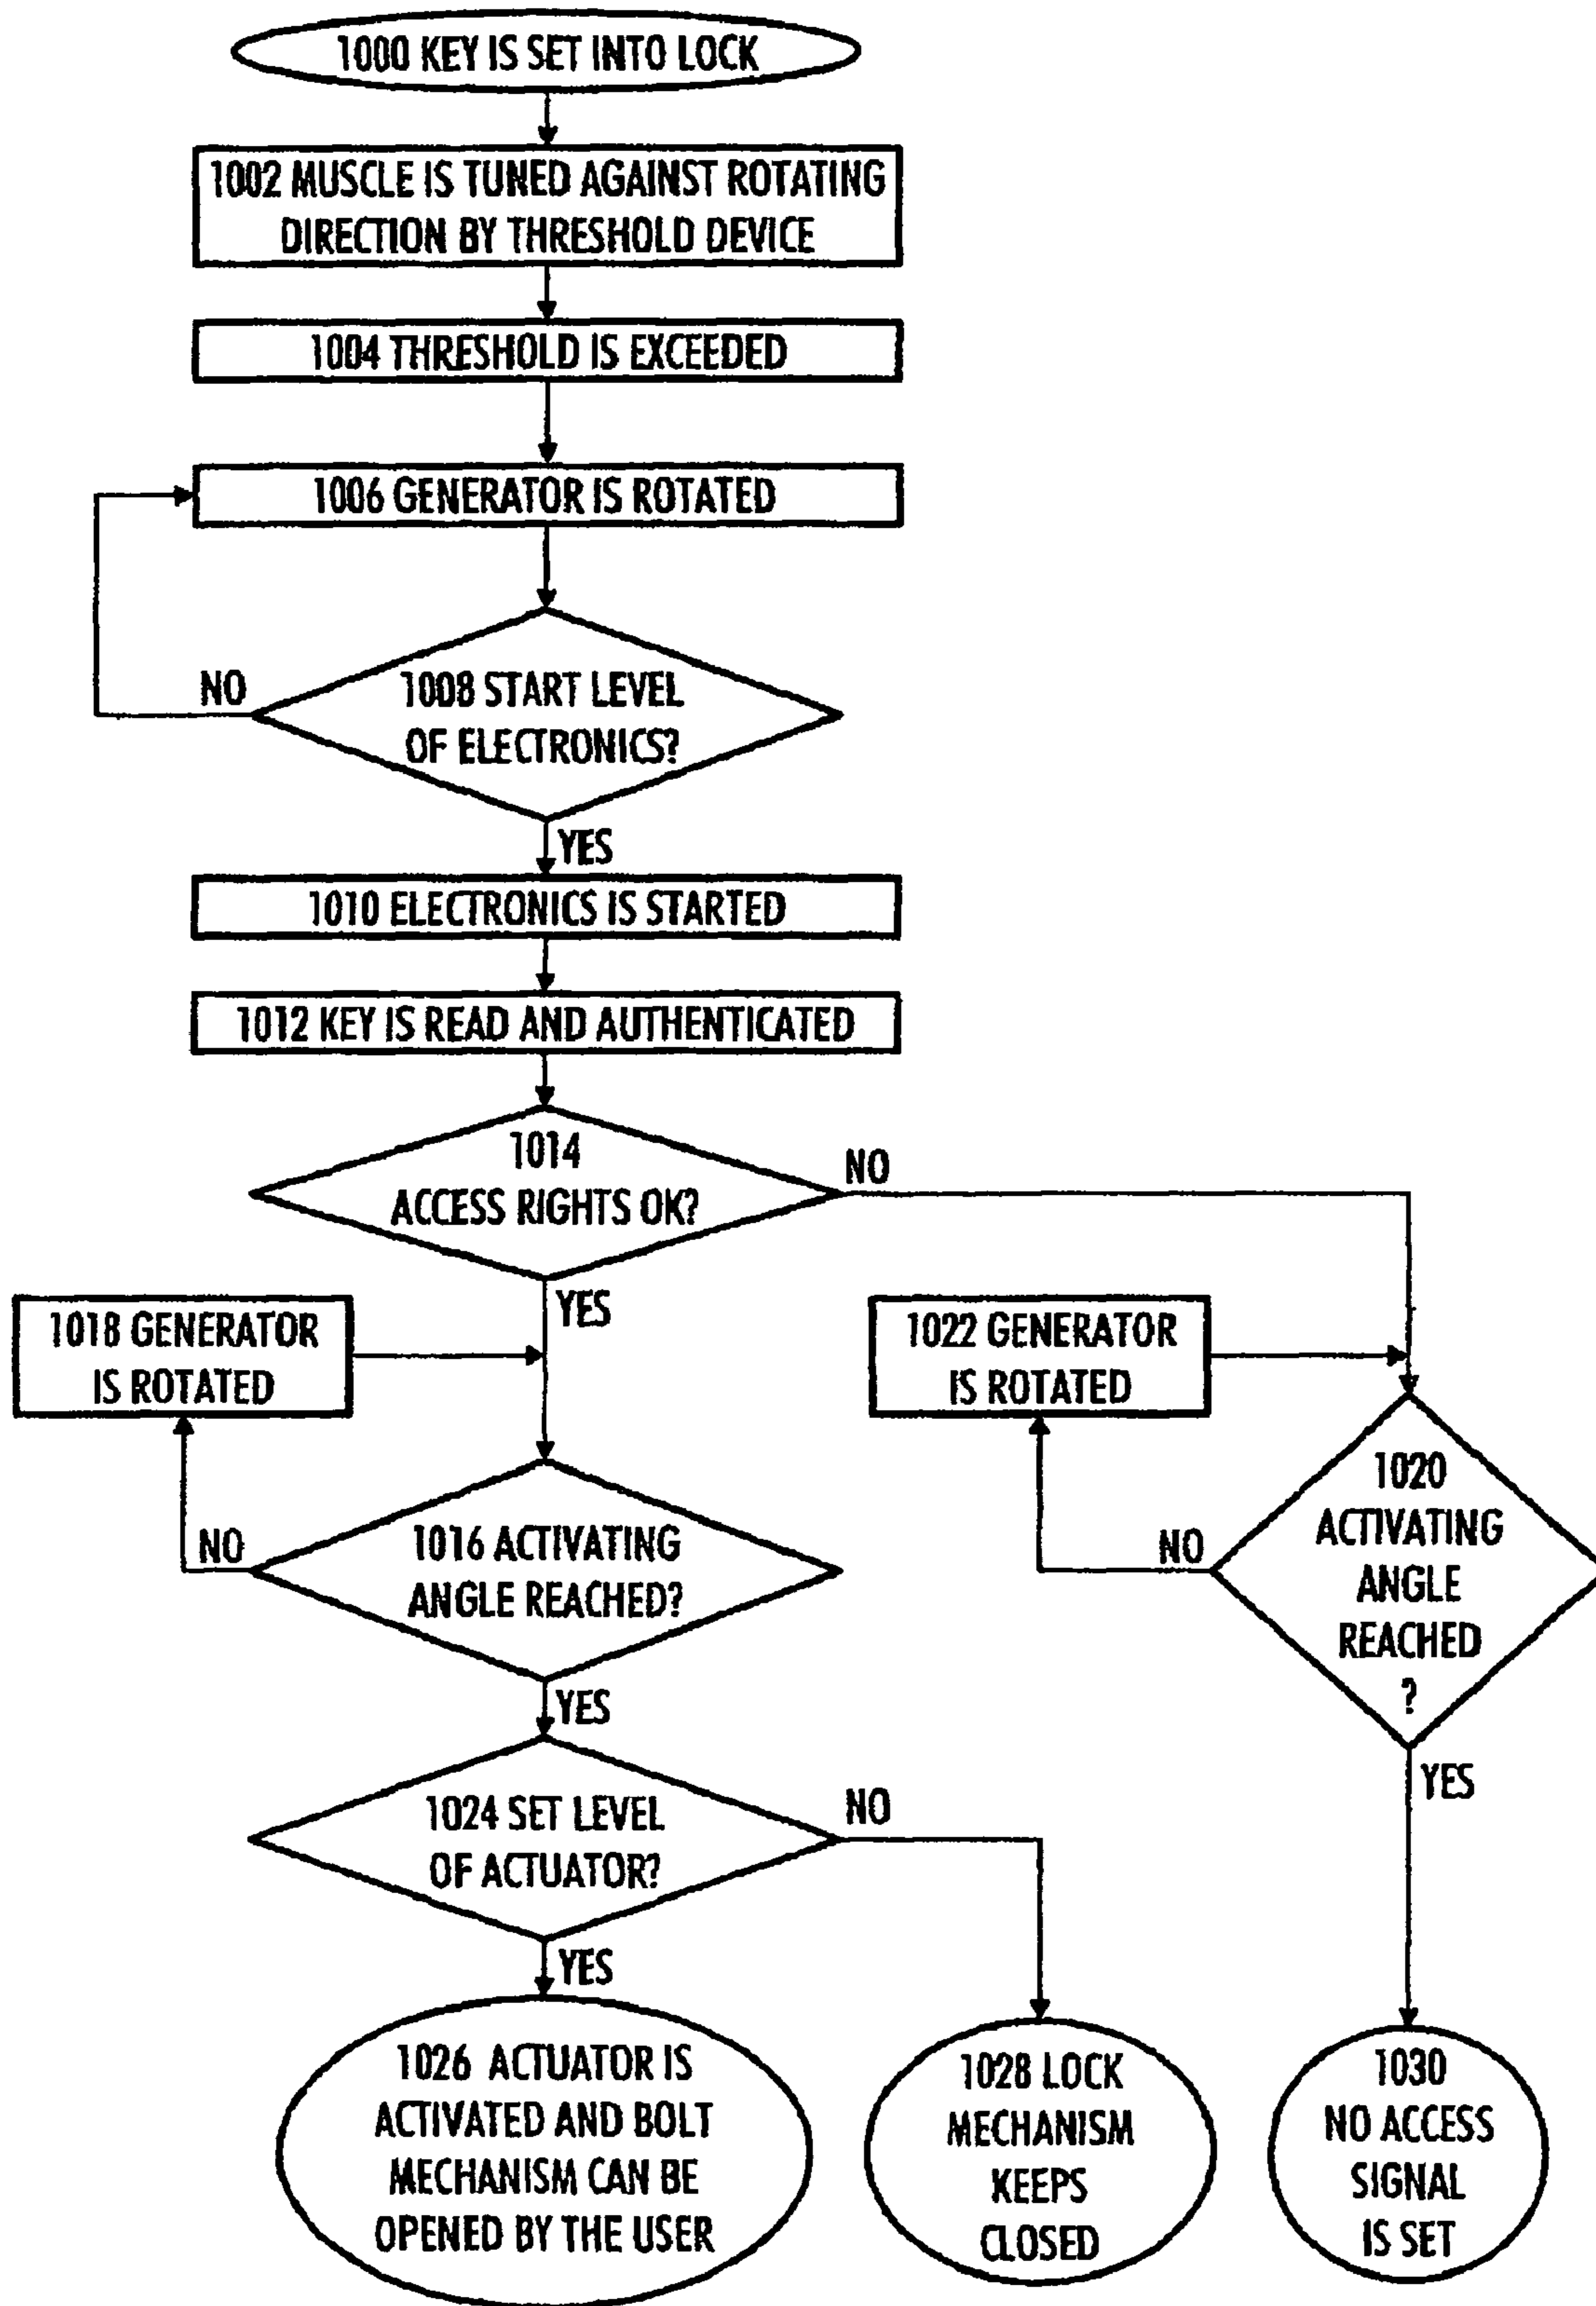 1000 KEY IS SET INTO LOCK
1002 MUSCLE IS TUNED AGAINST ROTATING
DIRECTION BY THRESHOLD DEVICE
1004 THRESHOLD IS EXCEEDED
1006 GENERATOR IS ROTATED
NO
1008 START LEVEL
OF ELECTRONICS?
YES
1010 ELECTRONICS IS STARTED
1012 KEY IS READ AND AUTHENTICATED
1014
ACCESS RIGHTS OK?
NO
YES
1018 GENERATOR
IS ROTATED
1022 GENERATOR
IS ROTATED
NO
1016 ACTIVATING
ANGLE REACHED?
NO
1020
ACTIVATING
ANGLE
REACHED
?
YES
YES
1024 SET LEVEL
OF ACTUATOR?
NO
YES
1026 ACTUATOR IS
ACTIVATED AND BOLT
MECHANISM CAN BE
OPENED BY THE USER
1028 LOCK
MECHANISM
KEEPS
CLOSED
1030
NO ACCESS
SIGNAL
IS SET